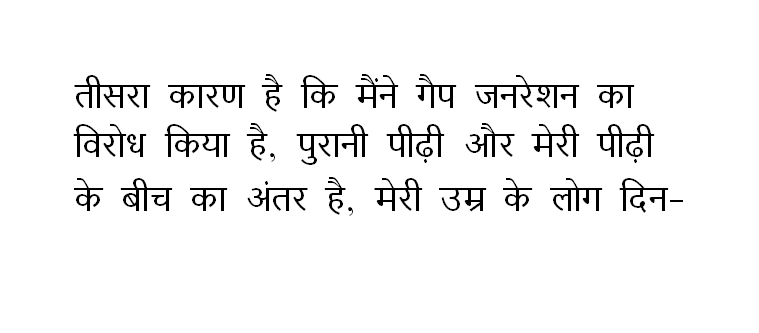 तीसरा कारण है कि मैंने गैप जनरेशन का
विरोध किया है, पुरानी पीढ़ी और मेरी पीढ़ी
के बीच का अंतर है, मेरी उम्र के लोग दिन-